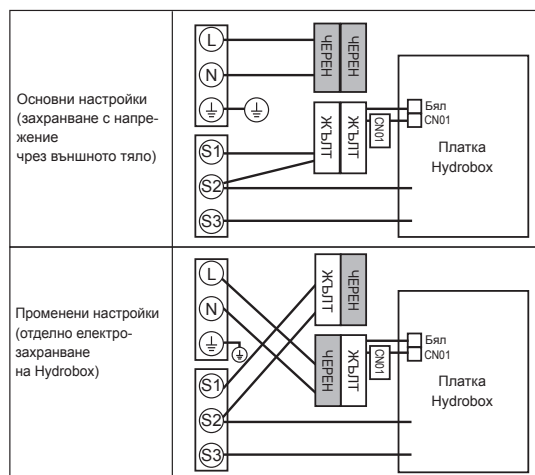 Основни настройки
(захранване с напре-
жение
чрез външното тяло)
L
N
S1
S2
S3
ЧЕРЕН
ЧЕРЕН
ЖЪЛТ
ЖЪЛТ
CN01
Бял
CN01
Платка
Hydrobox
Променени настройки
(отделно електро-
захранване
на Hydrobox)
L
N
S1
S2
S3
ЖЪЛТ
ЧЕРЕН
ЧЕРЕН
ЖЪЛТ
CN01
Бял
CN01
Платка
Hydrobox